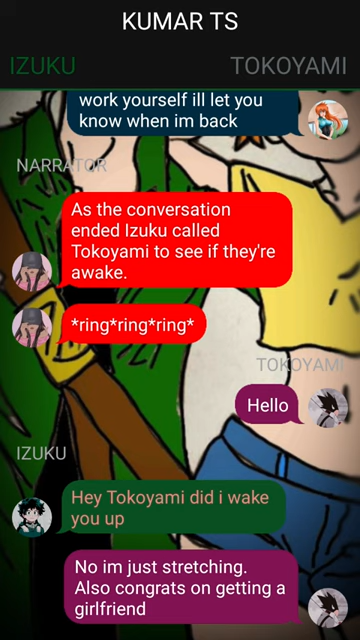 KUMAR TS
IZUKU
TOKOYAMI
work yourself ill let you
know when im back
NARRATOR
As the conversation
ended Izuku called
Tokoyami to see if they're
awake.
*ring*ring*ring*
TOKOYAMI
Hello
IZUKU
Hey Tokoyami did i wake
you up
No im just stretching.
Also congrats on getting a
girlfriend